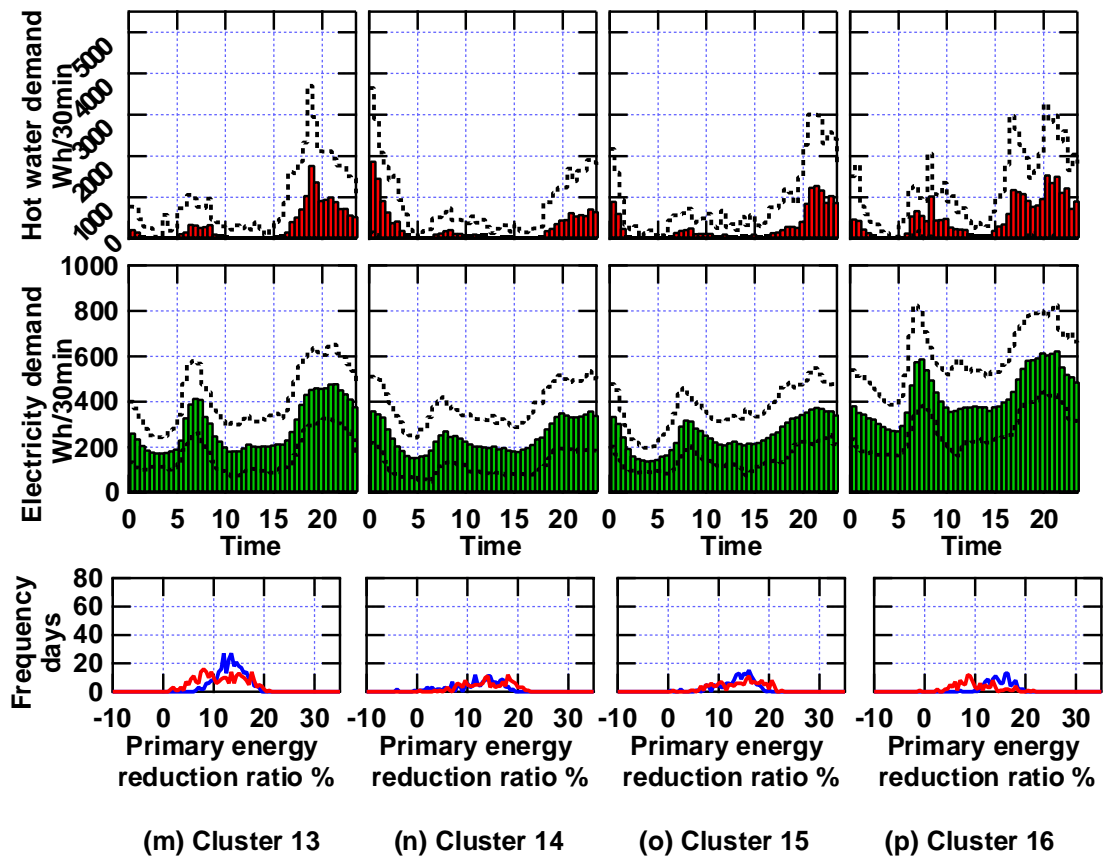 Hot water demand
Wh/30min
5000
4000
3000
2000
1000
0
Electricity demand
Wh/30min
1000
800
600
400
200
0
0 5 10 15 20 0 5 10 15 20 0 5 10 15 20 0 5 10 15 20
Time Time Time Time
Frequency
days
80
60
40
20
0
-10 0 10 20 30 -10 0 10 20 30 -10 0 10 20 30 -10 0 10 20 30
Primary energy Primary energy Primary energy Primary energy
reduction ratio % reduction ratio % reduction ratio % reduction ratio %
(m) Cluster 13 (n) Cluster 14 (o) Cluster 15 (p) Cluster 16